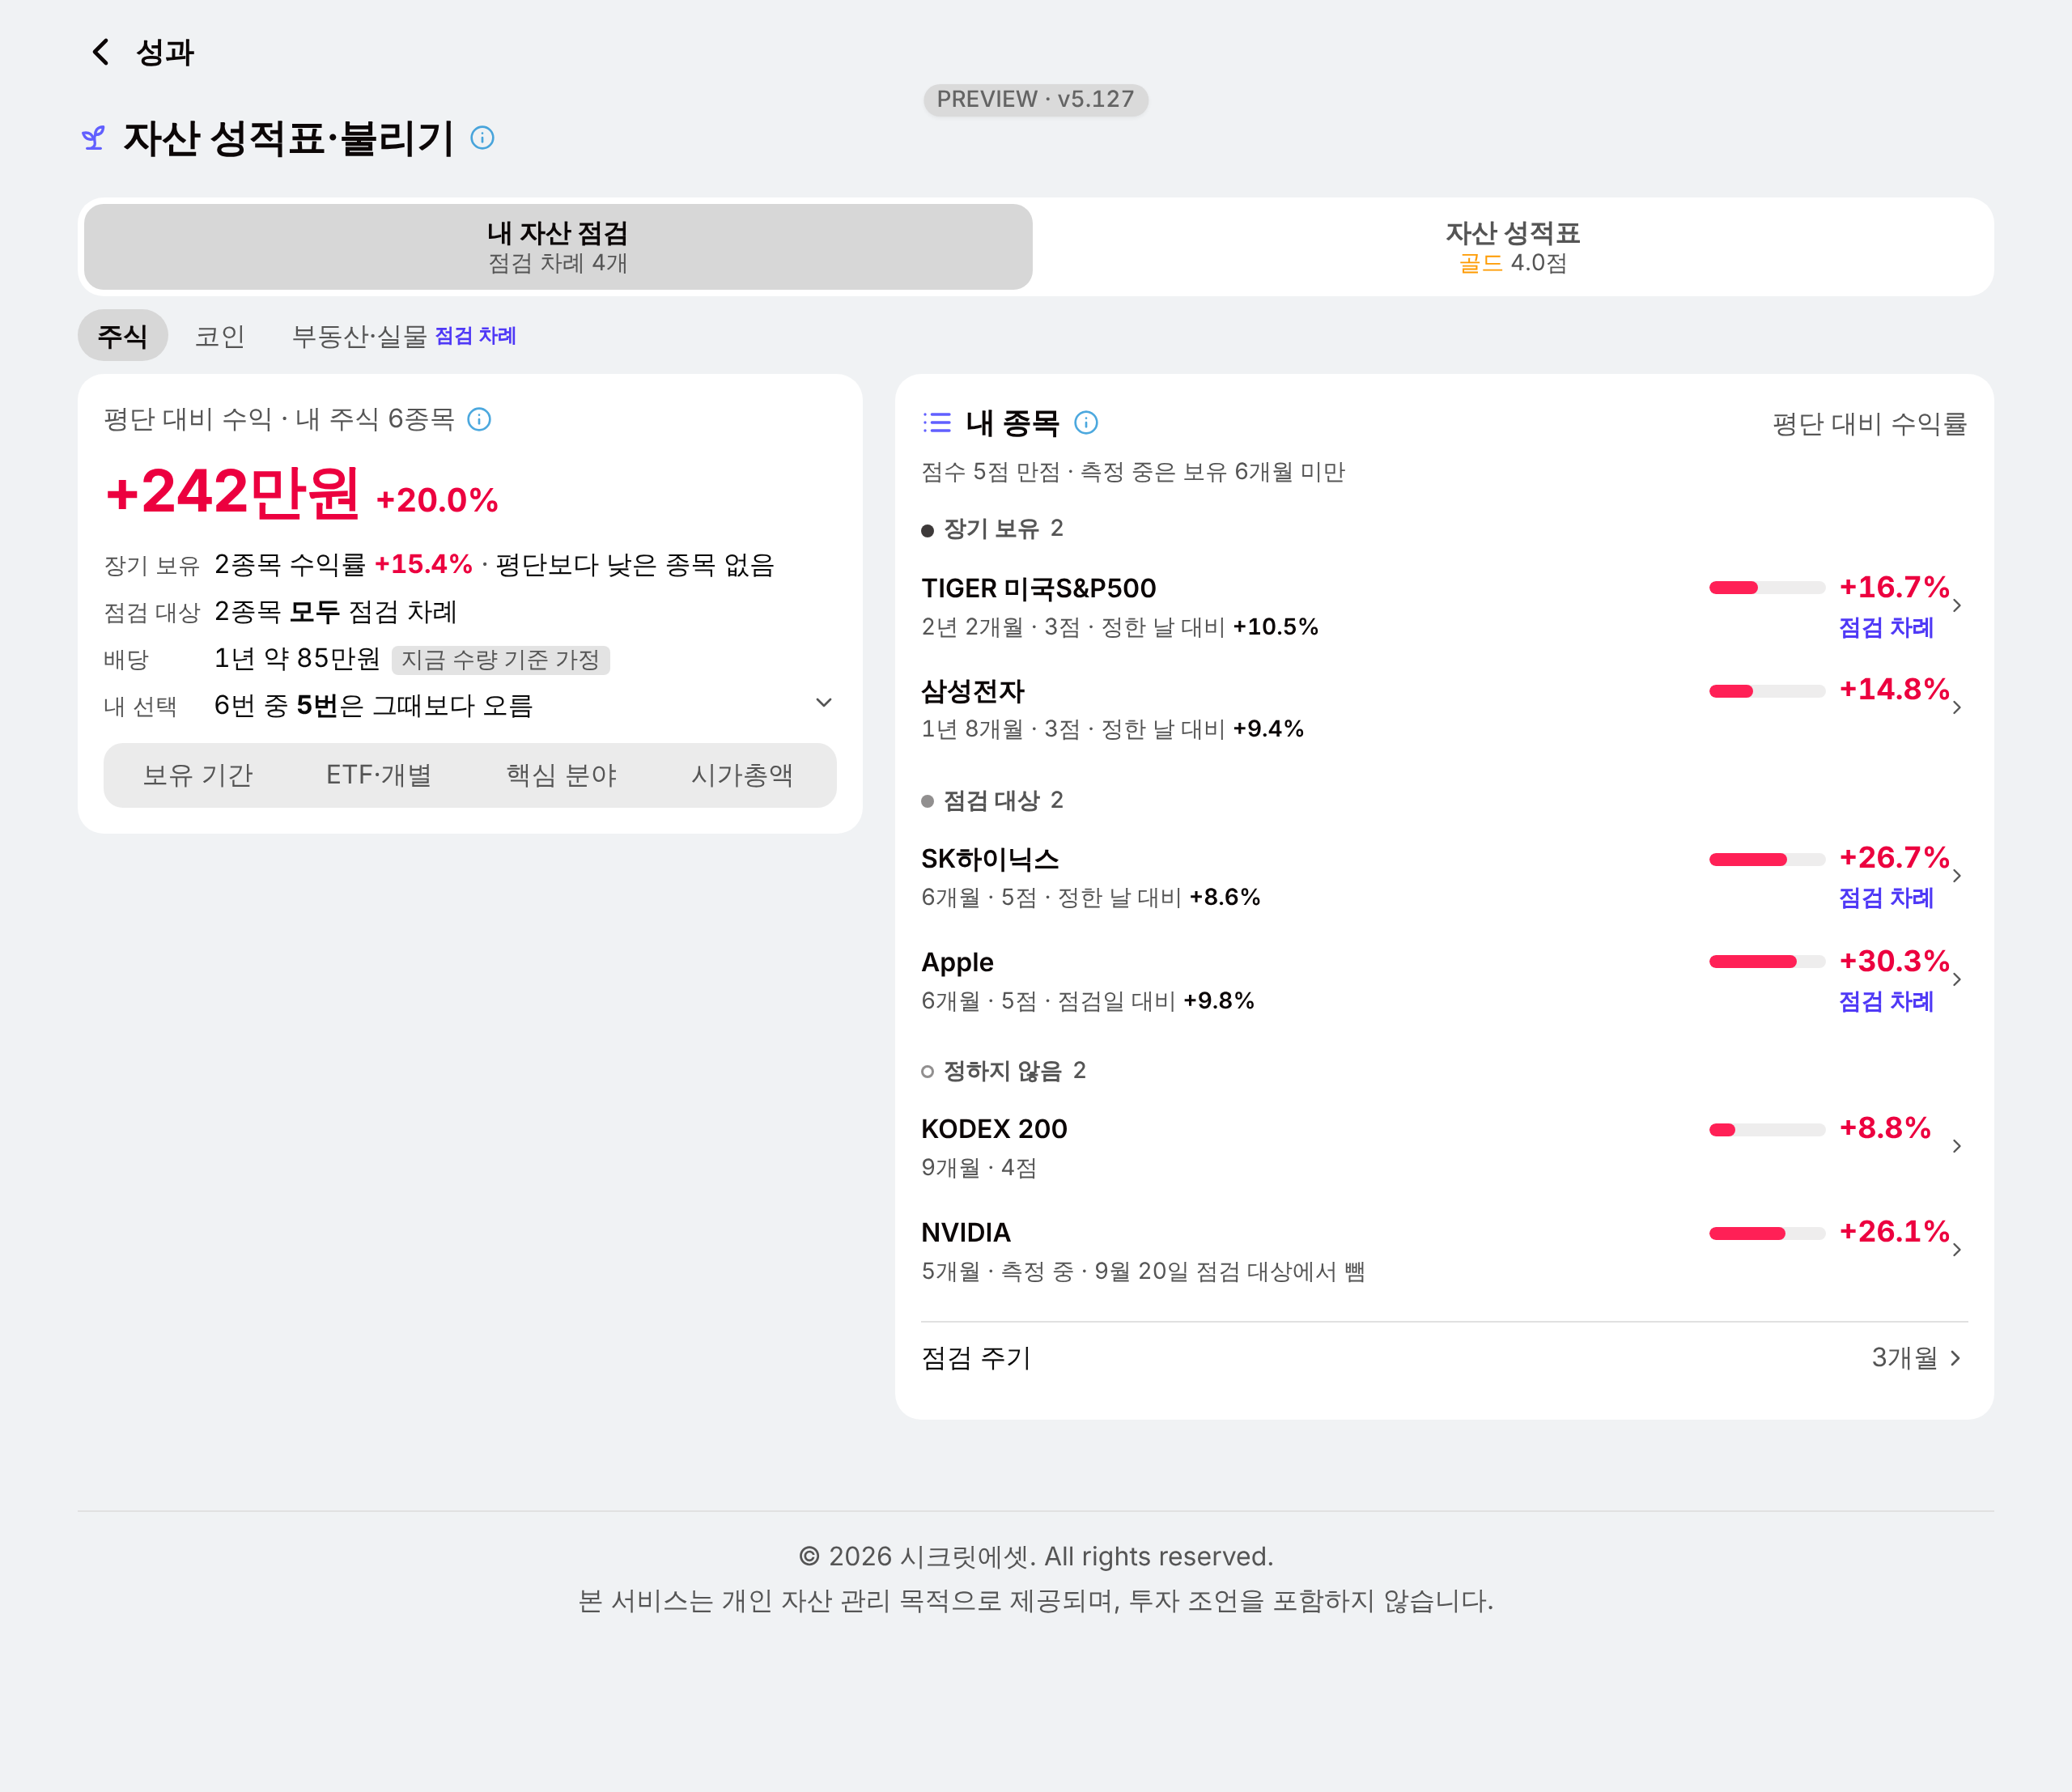 성과
PREVIEW · v5.127
자산 성적표·불리기
내 자산 점검
점검 차례 4개
자산 성적표
골드 4.0점
주식 코인 부동산·실물 점검 차례
평단 대비 수익 · 내 주식 6종목
+242만원 +20.0%
장기 보유 2종목 수익률 +15.4% · 평단보다 낮은 종목 없음
점검 대상 2종목 모두 점검 차례
배당 1년 약 85만원 지금 수량 기준 가정
내 선택 6번 중 5번은 그때보다 오름
보유 기간 ETF·개별 핵심 분야 시가총액
내 종목 평단 대비 수익률
점수 5점 만점 · 측정 중은 보유 6개월 미만
장기 보유 2
TIGER 미국S&P500 +16.7%
2년 2개월 · 3점 · 정한 날 대비 +10.5% 점검 차례
삼성전자 +14.8%
1년 8개월 · 3점 · 정한 날 대비 +9.4%
점검 대상 2
SK하이닉스 +26.7%
6개월 · 5점 · 정한 날 대비 +8.6% 점검 차례
Apple +30.3%
6개월 · 5점 · 점검일 대비 +9.8% 점검 차례
정하지 않음 2
KODEX 200 +8.8%
9개월 · 4점
NVIDIA +26.1%
5개월 · 측정 중 · 9월 20일 점검 대상에서 뺌
점검 주기 3개월
© 2026 시크릿에셋. All rights reserved.
본 서비스는 개인 자산 관리 목적으로 제공되며, 투자 조언을 포함하지 않습니다.